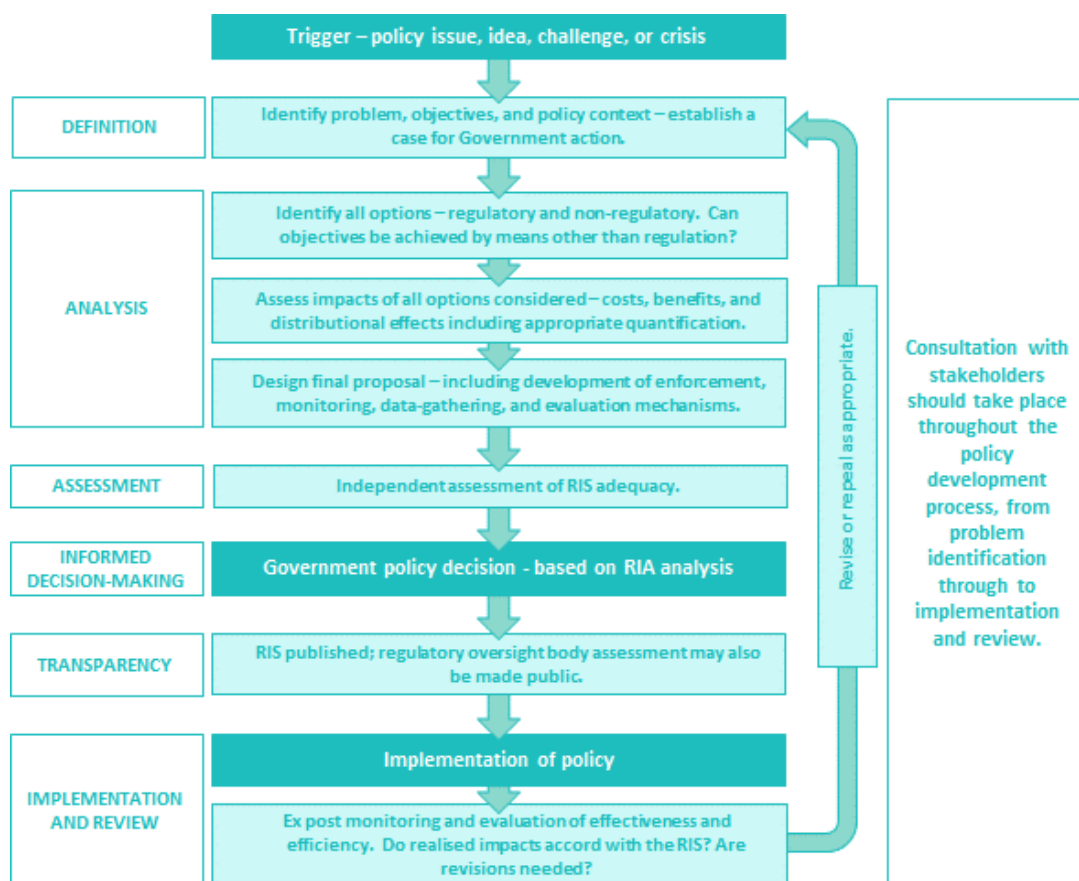 Trigger – policy issue, idea, challenge, or crisis
DEFINITION
Identify problem, objectives, and policy context – establish a
case for Government action.
ANALYSIS
Identify all options – regulatory and non-regulatory. Can
objectives be achieved by means other than regulation?
Assess impacts of all options considered – costs, benefits, and
distributional effects including appropriate quantification.
Design final proposal – including development of enforcement,
monitoring, data-gathering, and evaluation mechanisms.
ASSESSMENT
Independent assessment of RIS adequacy.
INFORMED
DECISION-MAKING
Government policy decision - based on RIA analysis
TRANSPARENCY
RIS published; regulatory oversight body assessment may also
be made public.
IMPLEMENTATION
AND REVIEW
Implementation of policy
Ex post monitoring and evaluation of effectiveness and
efficiency. Do realised impacts accord with the RIS? Are
revisions needed?
Revise or repeal as appropriate.
Consultation with
stakeholders
should take place
throughout the
policy
development
process, from
problem
identification
through to
implementation
and review.